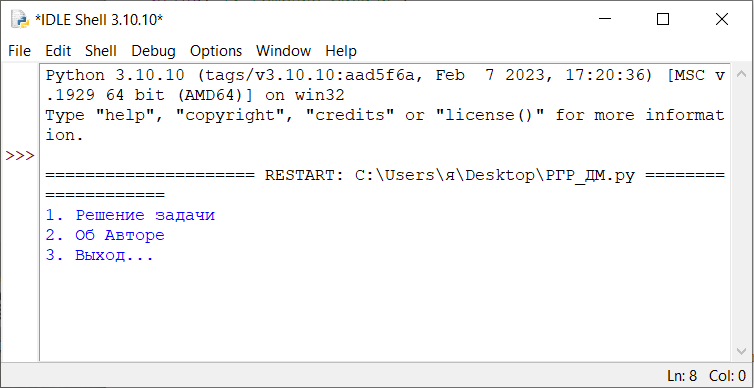 *IDLE Shell 3.10.10*
File Edit Shell Debug Options Window Help
Python 3.10.10 (tags/v3.10.10:aad5f6a, Feb  7 2023, 17:20:36) [MSC v
.1929 64 bit (AMD64)] on win32
Type "help", "copyright", "credits" or "license()" for more informat
ion.
>>>
===================== RESTART: C:\Users\я\Desktop\РГР_ДМ.py ========
============
1. Решение задачи
2. Об Авторе
3. Выход...
Ln: 8 Col: 0